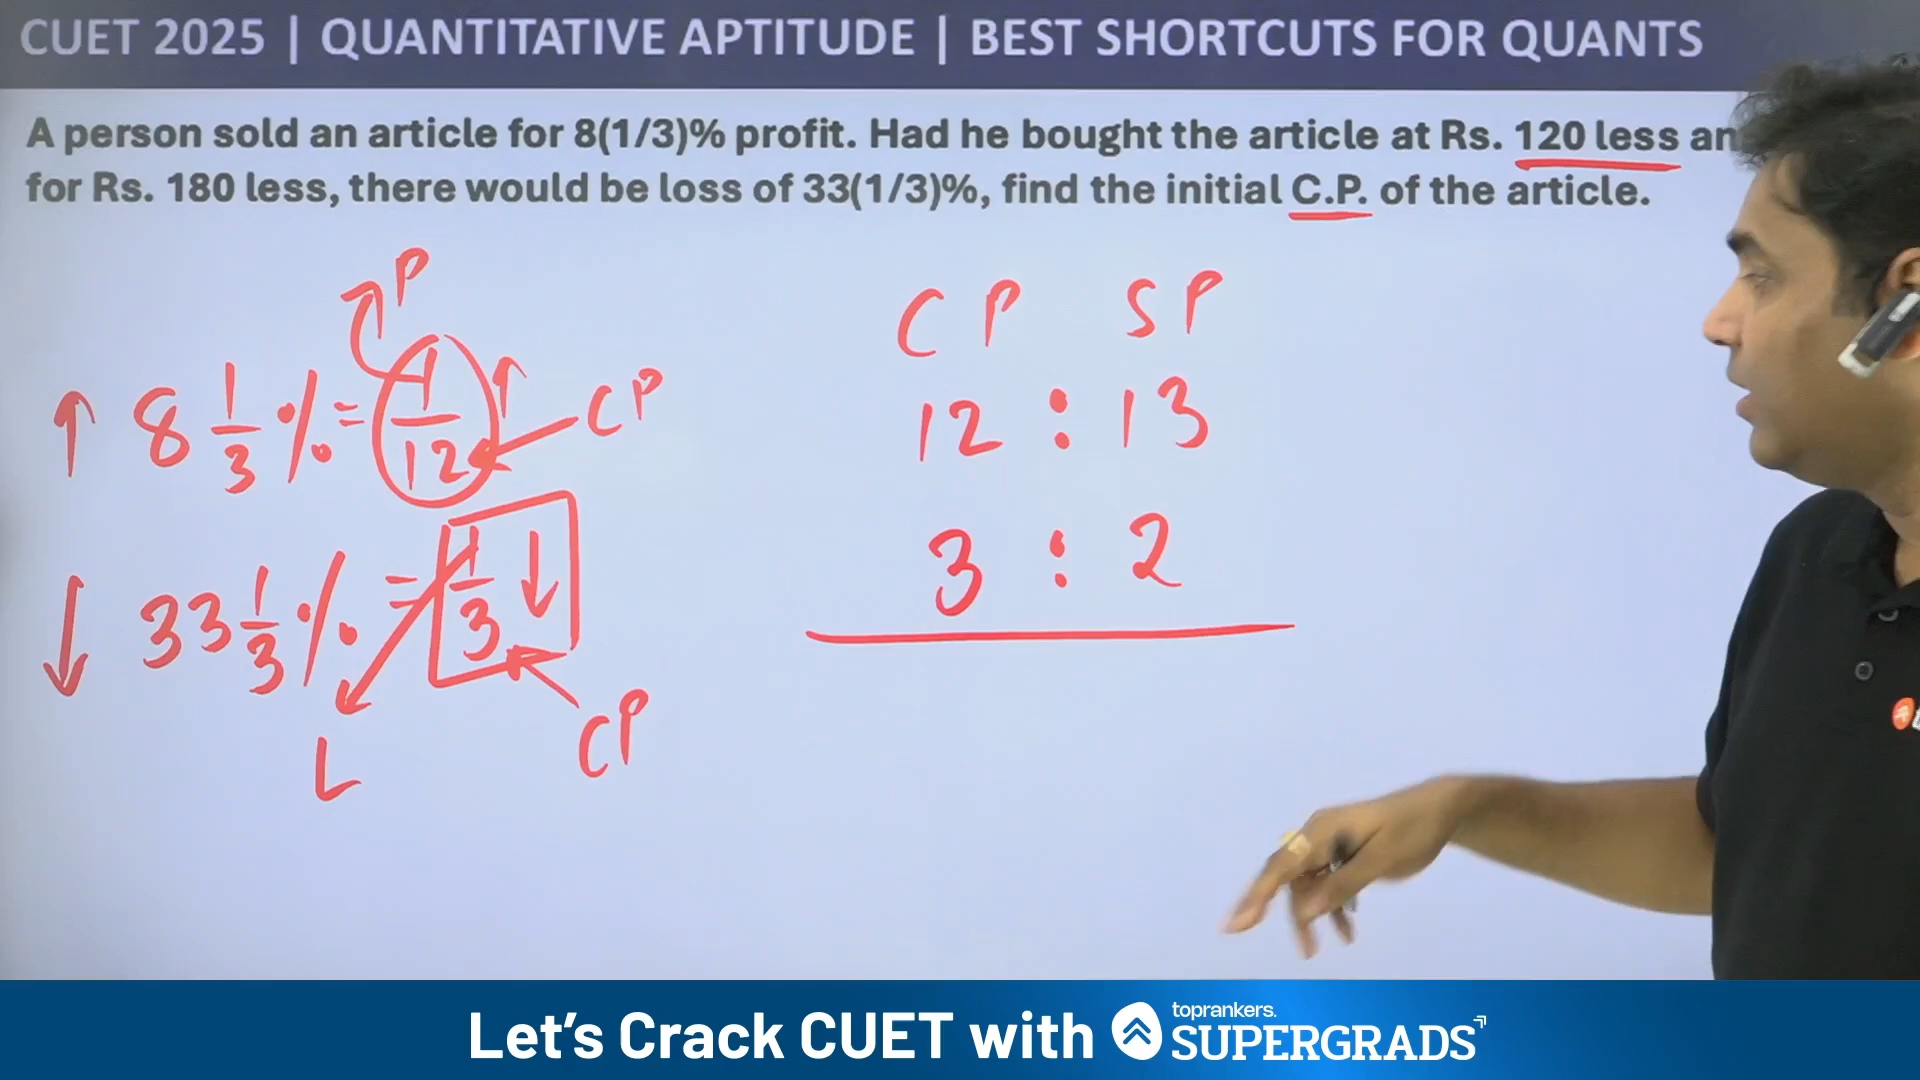 CUET 2025 | QUANTITATIVE APTITUDE | BEST SHORTCUTS FOR QUANTS
A person sold an article for 8(1/3)% profit. Had he bought the article at Rs. 120 less an
for Rs. 180 less, there would be loss of 33(1/3)%, find the initial C.P. of the article.
P
↑ 8 1/3 % = 1/12 ↑ CP
↓ 33 1/3 % = 1/3 ↓
L
CP
CP SP
12 : 13
3 : 2
Let's Crack CUET with
toprankers.
SUPERGRADS